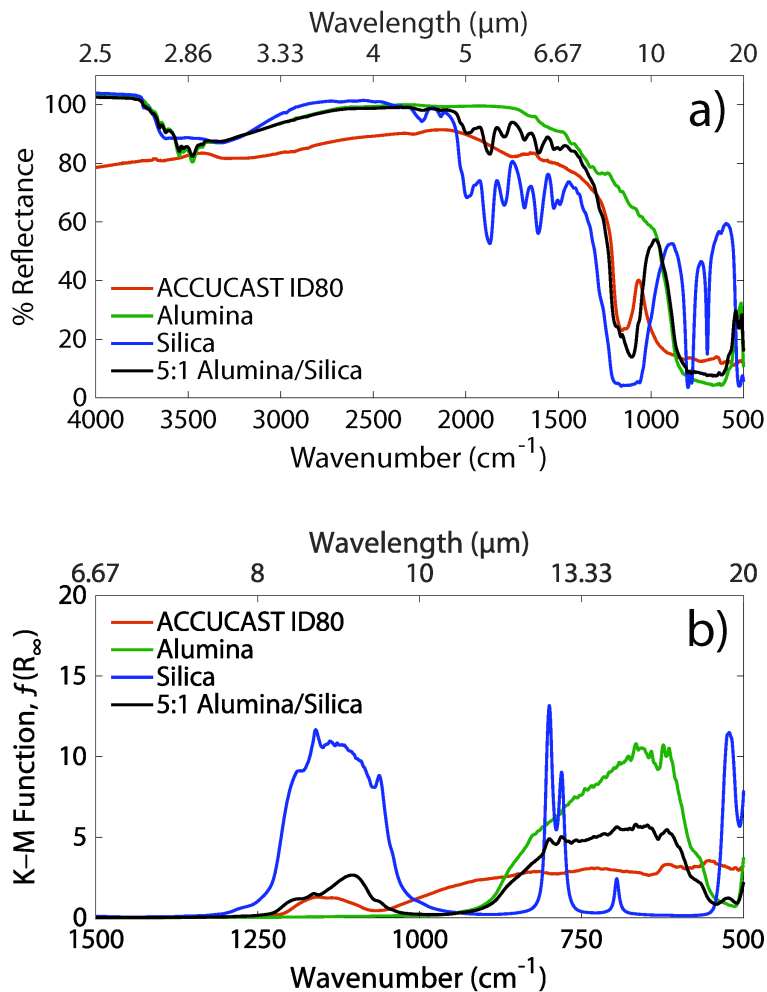 Wavelength (µm)
2.5 2.86 3.33 4 5 6.67 10 20
a)
% Reflectance
100
80
60
40
20
0
ACCUCAST ID80
Alumina
Silica
5:1 Alumina/Silica
4000 3500 3000 2500 2000 1500 1000 500
Wavenumber (cm⁻¹)
Wavelength (µm)
6.67 8 10 13.33 20
b)
K–M Function, f(R∞)
20
15
10
5
0
ACCUCAST ID80
Alumina
Silica
5:1 Alumina/Silica
1500 1250 1000 750 500
Wavenumber (cm⁻¹)